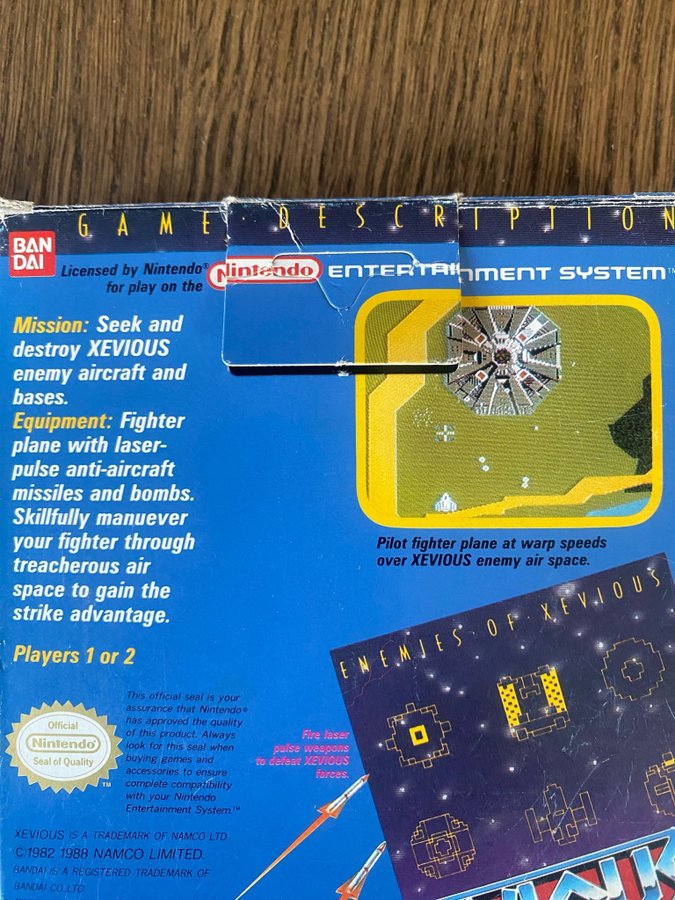 GAME DESCRIPTION
BAN
DAI
Licensed by Nintendo®
for play on the
Nintendo ENTERTAINMENT SYSTEM™
Mission: Seek and
destroy XEVIOUS
enemy aircraft and
bases.
Equipment: Fighter
plane with laser-
pulse anti-aircraft
missiles and bombs.
Skillfully manuever
your fighter through
treacherous air
space to gain the
strike advantage.
Players 1 or 2
Pilot fighter plane at warp speeds
over XEVIOUS enemy air space.
ENEMIES OF XEVIOUS
Fire laser
pulse weapons
to defeat XEVIOUS
forces.
Official
Nintendo
Seal of Quality
TM
This official seal is your
assurance that Nintendo®
has approved the quality
of this product. Always
look for this seal when
buying games and
accessories to ensure
complete compatibility
with your Nintendo
Entertainment System.™
XEVIOUS IS A TRADEMARK OF NAMCO LTD.
© 1982 1988 NAMCO LIMITED.
BANDAI IS A REGISTERED TRADEMARK OF
BANDAI CO., LTD.